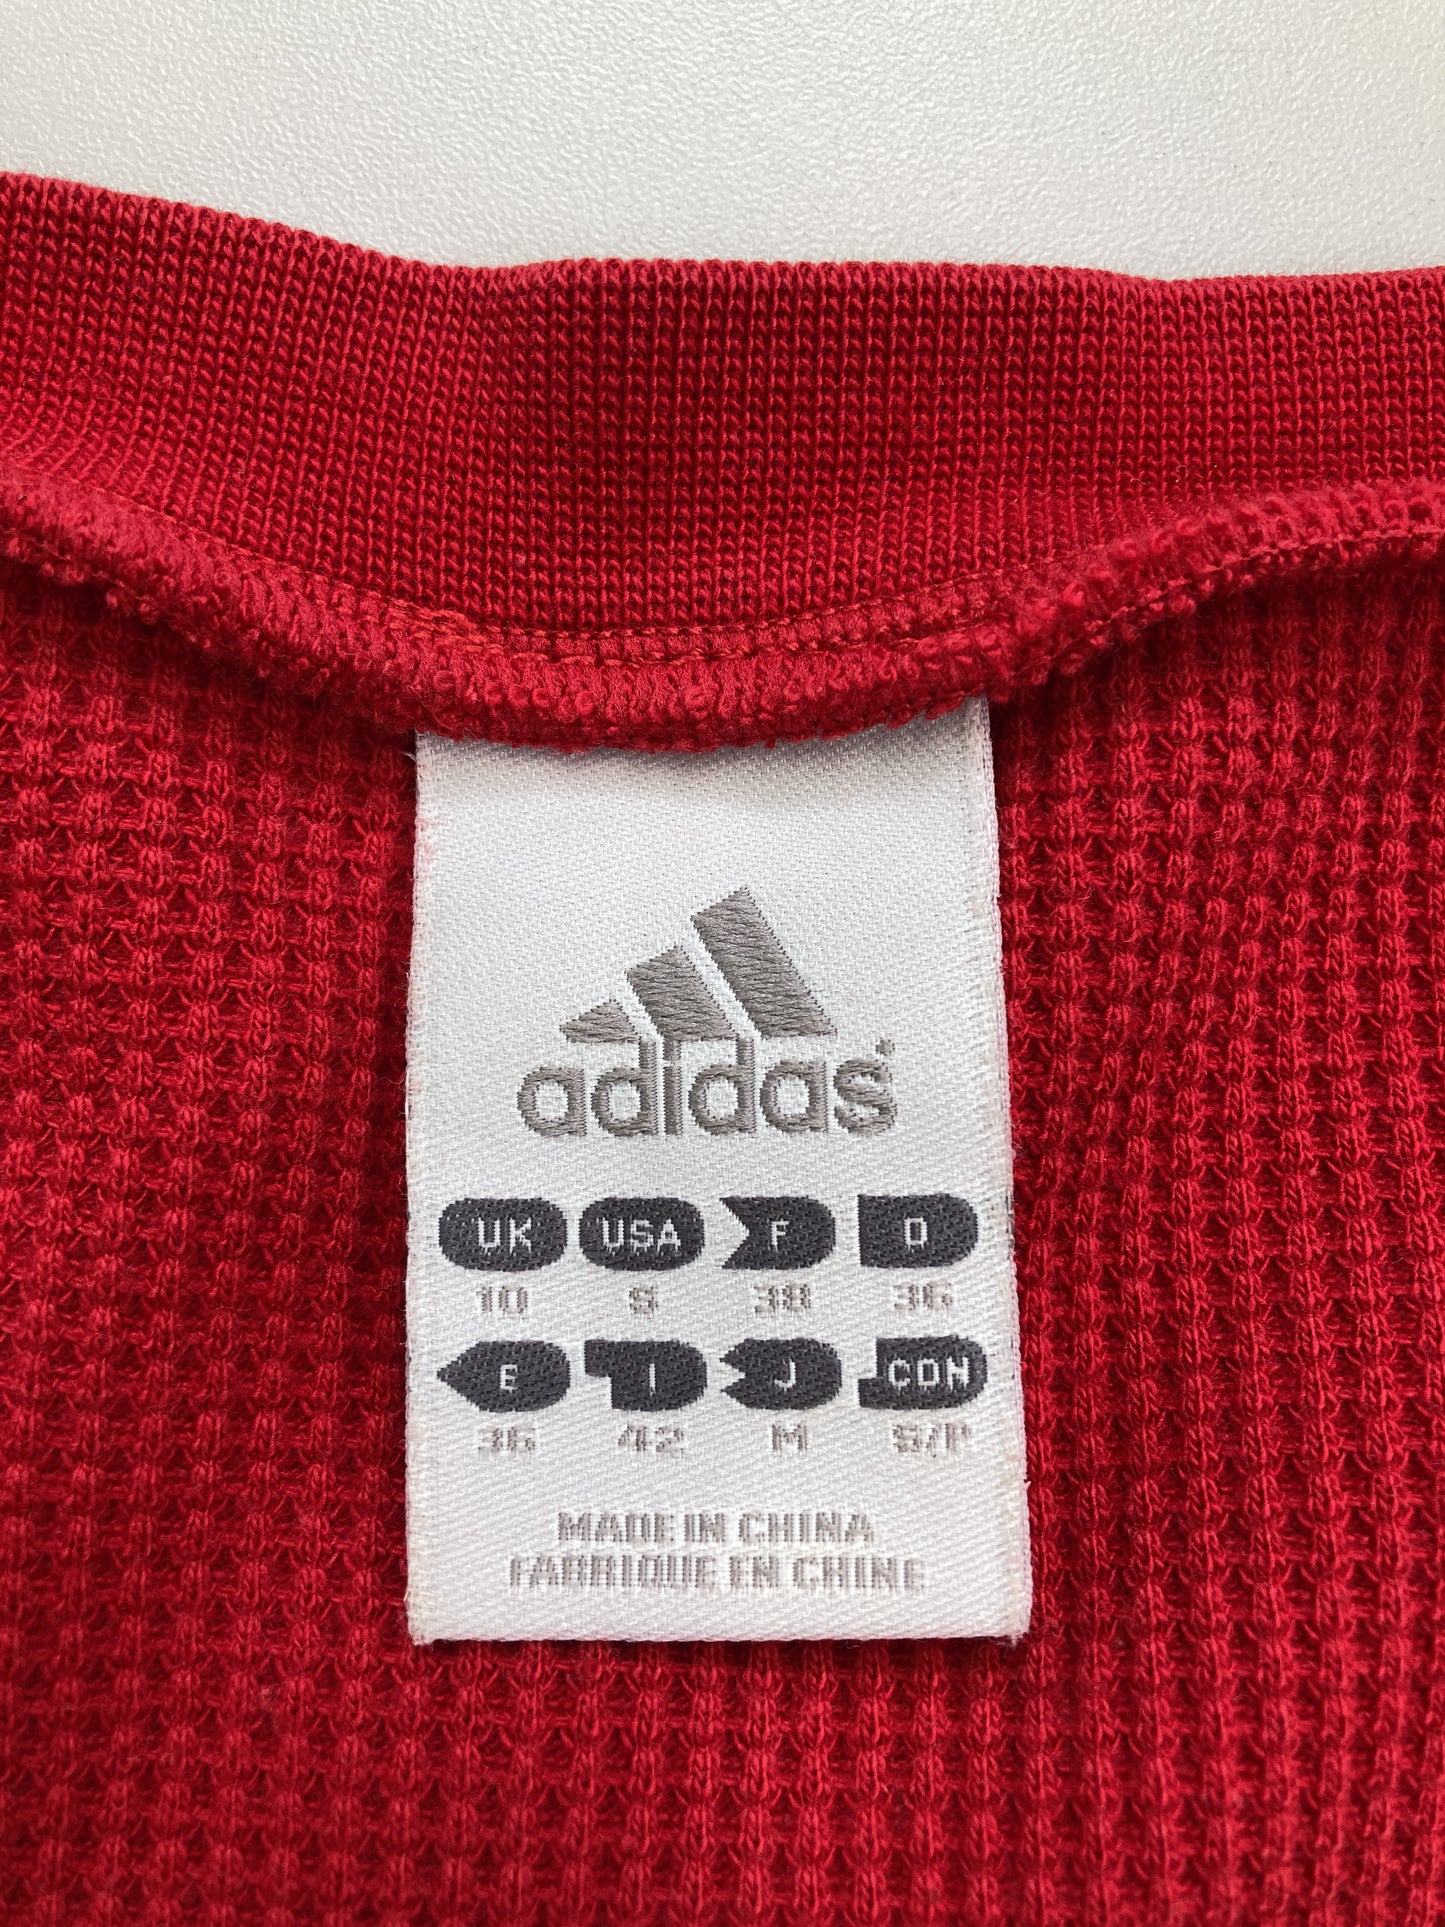 adidas
UK USA F D
10 S 38 36
E I J CDN
36 42 M S/P
MADE IN CHINA
FABRIQUE EN CHINE